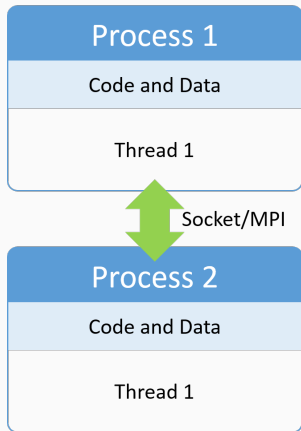 Process 1
Code and Data
Thread 1
Socket/MPI
Process 2
Code and Data
Thread 1